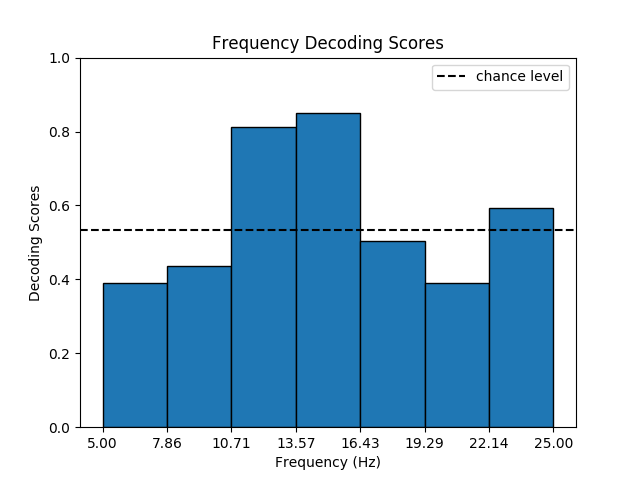 Frequency Decoding Scores
chance level
Decoding Scores
1.0
0.8
0.6
0.4
0.2
0.0
5.00 7.86 10.71 13.57 16.43 19.29 22.14 25.00
Frequency (Hz)